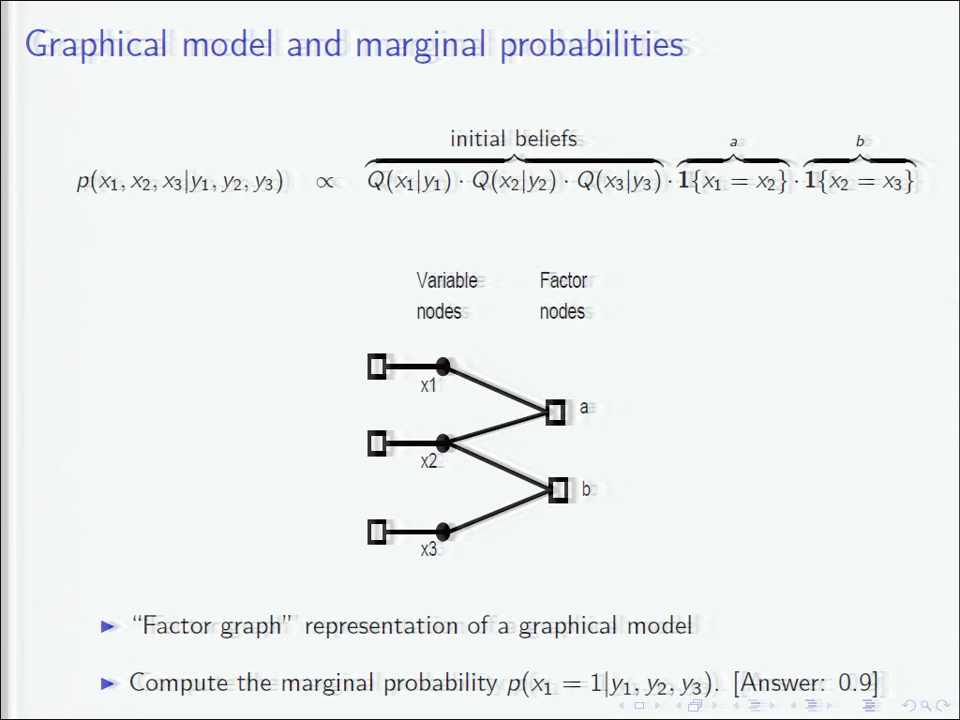 Graphical model and marginal probabilities
initial beliefs
a
b
p(x₁, x₂, x₃|y₁, y₂, y₃) ∝ Q(x₁|y₁) · Q(x₂|y₂) · Q(x₃|y₃) · 𝟏{x₁ = x₂} · 𝟏{x₂ = x₃}
Variable nodes
Factor nodes
x1
a
x2
b
x3
“Factor graph” representation of a graphical model
Compute the marginal probability p(x₁ = 1|y₁, y₂, y₃). [Answer: 0.9]